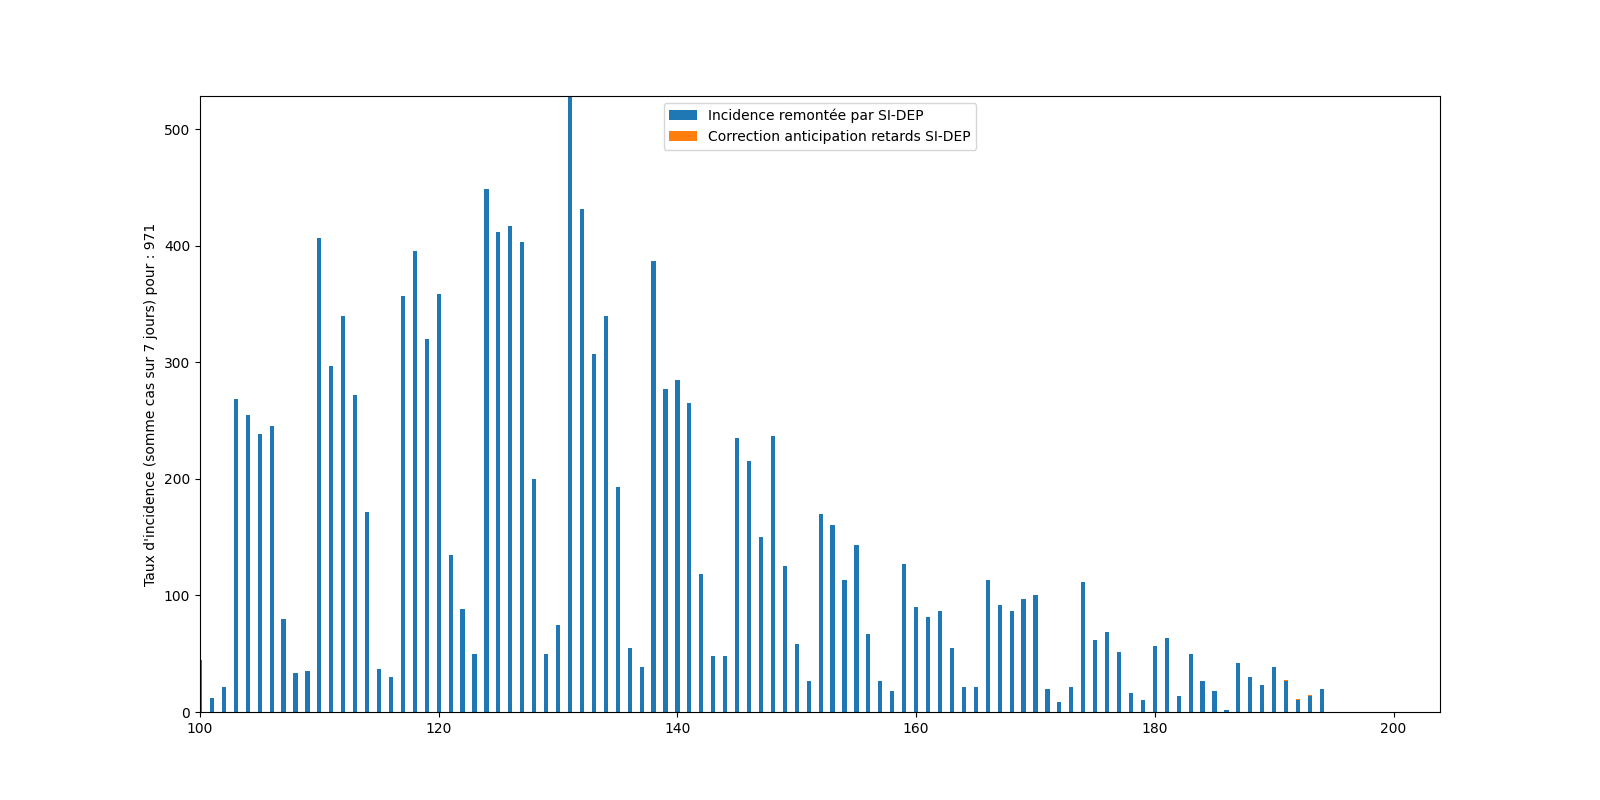 Incidence remontée par SI-DEP
Correction anticipation retards SI-DEP
Taux d'incidence (somme cas sur 7 jours) pour : 971
500
400
300
200
100
0
100 120 140 160 180 200